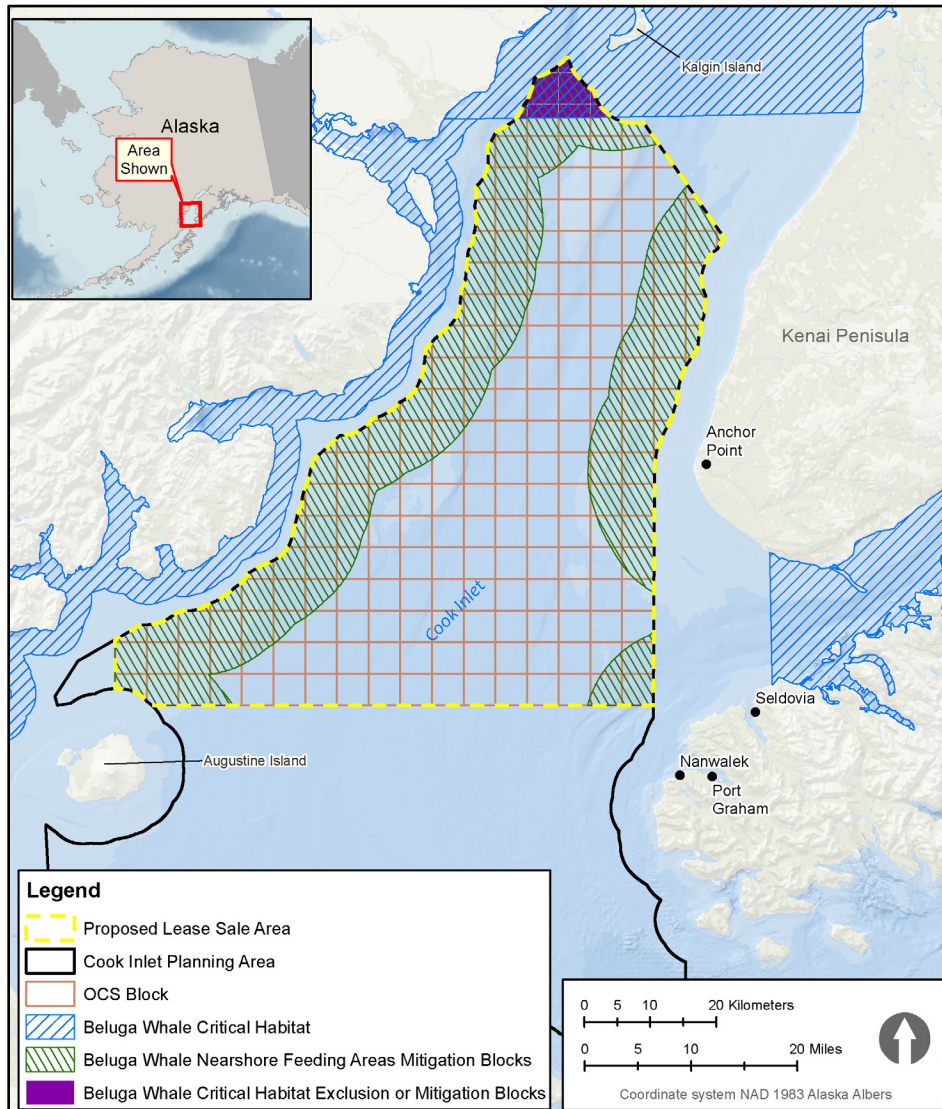 Alaska
Area
Shown
Kalgin Island
Kenai Penisula
Anchor
Point
Cook Inlet
Seldovia
Nanwalek
Port
Graham
Augustine Island
Legend
Proposed Lease Sale Area
Cook Inlet Planning Area
OCS Block
Beluga Whale Critical Habitat
Beluga Whale Nearshore Feeding Areas Mitigation Blocks
Beluga Whale Critical Habitat Exclusion or Mitigation Blocks
0 5 10 20 Kilometers
0 5 10 20 Miles
Coordinate system NAD 1983 Alaska Albers